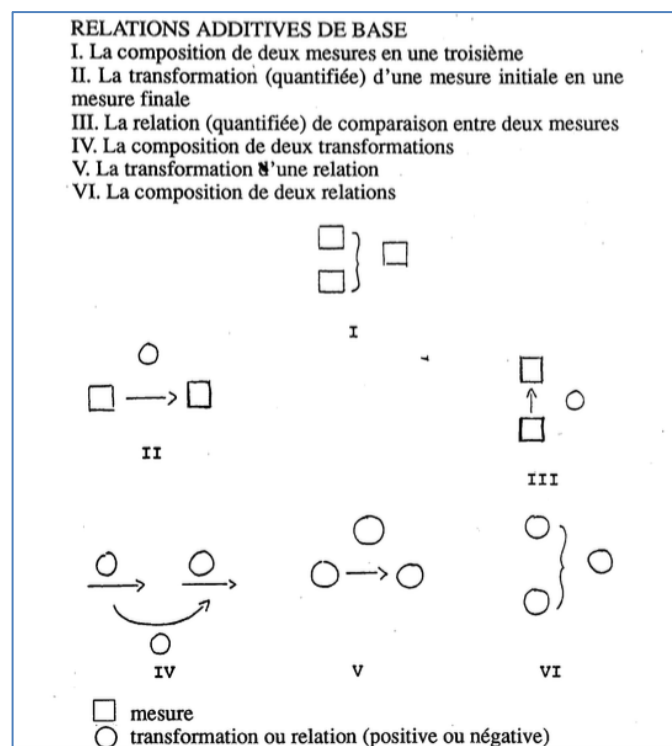 RELATIONS ADDITIVES DE BASE
I. La composition de deux mesures en une troisième
II. La transformation (quantifiée) d'une mesure initiale en une
mesure finale
III. La relation (quantifiée) de comparaison entre deux mesures
IV. La composition de deux transformations
V. La transformation d'une relation
VI. La composition de deux relations
I
II
III
IV
V
VI
mesure
transformation ou relation (positive ou négative)